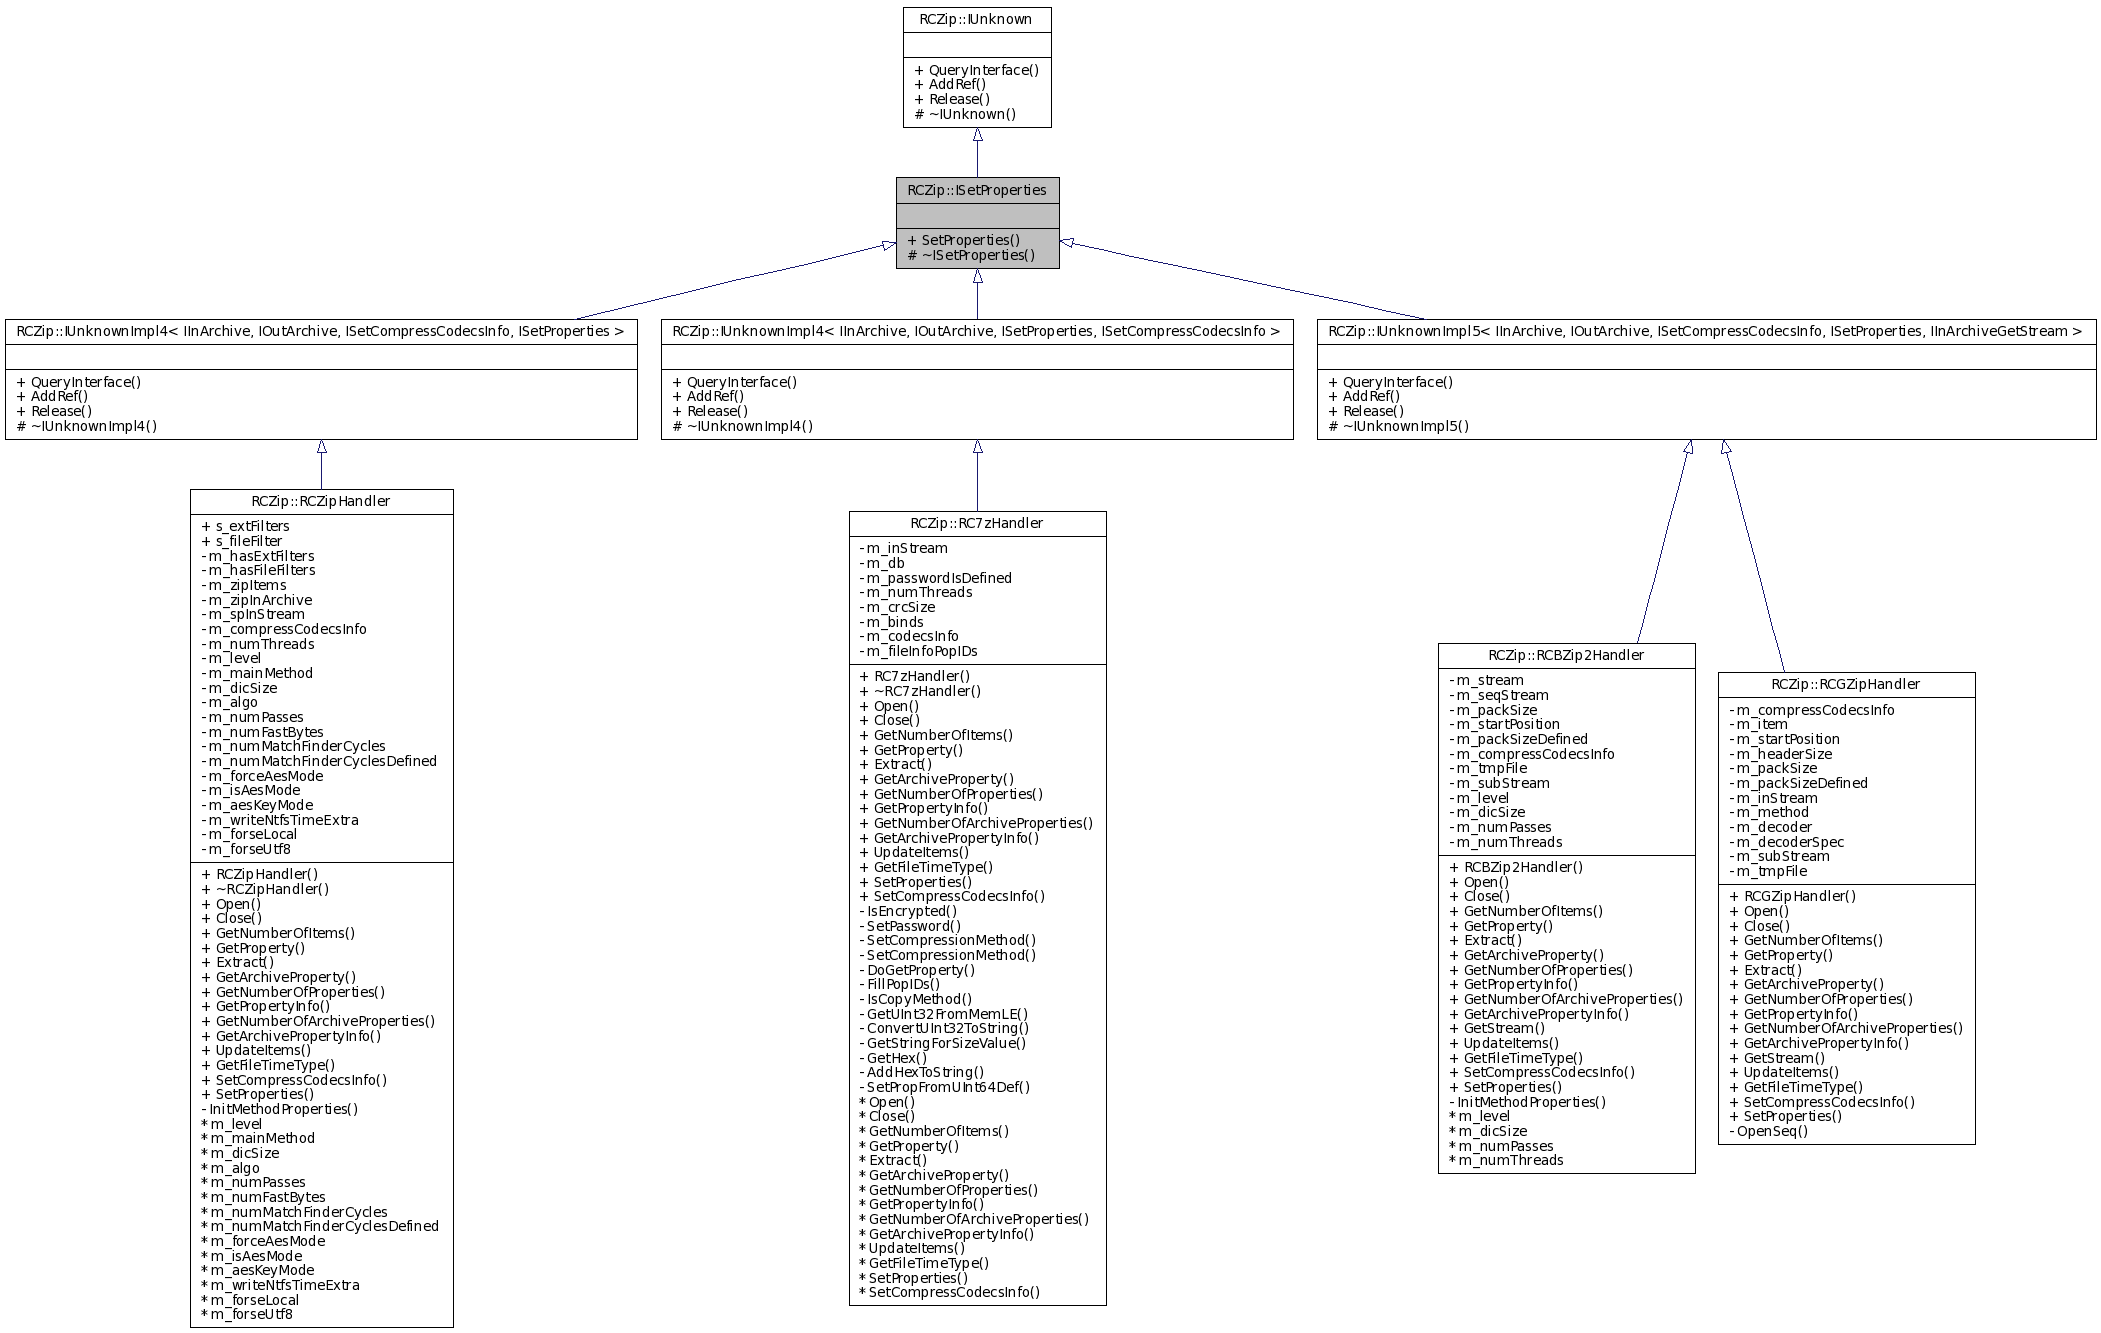 RCZip::IUnknown
+ QueryInterface()
+ AddRef()
+ Release()
# ~IUnknown()
RCZip::ISetProperties
+ SetProperties()
# ~ISetProperties()
RCZip::IUnknownImpl4< IInArchive, IOutArchive, ISetCompressCodecsInfo, ISetProperties >
+ QueryInterface()
+ AddRef()
+ Release()
# ~IUnknownImpl4()
RCZip::IUnknownImpl4< IInArchive, IOutArchive, ISetProperties, ISetCompressCodecsInfo >
+ QueryInterface()
+ AddRef()
+ Release()
# ~IUnknownImpl4()
RCZip::IUnknownImpl5< IInArchive, IOutArchive, ISetCompressCodecsInfo, ISetProperties, IInArchiveGetStream >
+ QueryInterface()
+ AddRef()
+ Release()
# ~IUnknownImpl5()
RCZip::RCZipHandler
+ s_extFilters
+ s_fileFilter
- m_hasExtFilters
- m_hasFileFilters
- m_zipItems
- m_zipInArchive
- m_spInStream
- m_compressCodecsInfo
- m_numThreads
- m_level
- m_mainMethod
- m_dicSize
- m_algo
- m_numPasses
- m_numFastBytes
- m_numMatchFinderCycles
- m_numMatchFinderCyclesDefined
- m_forceAesMode
- m_isAesMode
- m_aesKeyMode
- m_writeNtfsTimeExtra
- m_forseLocal
- m_forseUtf8
+ RCZipHandler()
+ ~RCZipHandler()
+ Open()
+ Close()
+ GetNumberOfItems()
+ GetProperty()
+ Extract()
+ GetArchiveProperty()
+ GetNumberOfProperties()
+ GetPropertyInfo()
+ GetNumberOfArchiveProperties()
+ GetArchivePropertyInfo()
+ UpdateItems()
+ GetFileTimeType()
+ SetCompressCodecsInfo()
+ SetProperties()
- InitMethodProperties()
* m_level
* m_mainMethod
* m_dicSize
* m_algo
* m_numPasses
* m_numFastBytes
* m_numMatchFinderCycles
* m_numMatchFinderCyclesDefined
* m_forceAesMode
* m_isAesMode
* m_aesKeyMode
* m_writeNtfsTimeExtra
* m_forseLocal
* m_forseUtf8
RCZip::RC7zHandler
- m_inStream
- m_db
- m_passwordIsDefined
- m_numThreads
- m_crcSize
- m_binds
- m_codecsInfo
- m_fileInfoPopIDs
+ RC7zHandler()
+ ~RC7zHandler()
+ Open()
+ Close()
+ GetNumberOfItems()
+ GetProperty()
+ Extract()
+ GetArchiveProperty()
+ GetNumberOfProperties()
+ GetPropertyInfo()
+ GetNumberOfArchiveProperties()
+ GetArchivePropertyInfo()
+ UpdateItems()
+ GetFileTimeType()
+ SetProperties()
+ SetCompressCodecsInfo()
- IsEncrypted()
- SetPassword()
- SetCompressionMethod()
- SetCompressionMethod()
- DoGetProperty()
- FillPopIDs()
- IsCopyMethod()
- GetUInt32FromMemLE()
- ConvertUInt32ToString()
- GetStringForSizeValue()
- GetHex()
- AddHexToString()
- SetPropFromUInt64Def()
* Open()
* Close()
* GetNumberOfItems()
* GetProperty()
* Extract()
* GetArchiveProperty()
* GetNumberOfProperties()
* GetPropertyInfo()
* GetNumberOfArchiveProperties()
* GetArchivePropertyInfo()
* UpdateItems()
* GetFileTimeType()
* SetProperties()
* SetCompressCodecsInfo()
RCZip::RCBZip2Handler
- m_stream
- m_seqStream
- m_packSize
- m_startPosition
- m_packSizeDefined
- m_compressCodecsInfo
- m_tmpFile
- m_subStream
- m_level
- m_dicSize
- m_numPasses
- m_numThreads
+ RCBZip2Handler()
+ Open()
+ Close()
+ GetNumberOfItems()
+ GetProperty()
+ Extract()
+ GetArchiveProperty()
+ GetNumberOfProperties()
+ GetPropertyInfo()
+ GetNumberOfArchiveProperties()
+ GetArchivePropertyInfo()
+ GetStream()
+ UpdateItems()
+ GetFileTimeType()
+ SetCompressCodecsInfo()
+ SetProperties()
- InitMethodProperties()
* m_level
* m_dicSize
* m_numPasses
* m_numThreads
RCZip::RCGZipHandler
- m_compressCodecsInfo
- m_item
- m_startPosition
- m_headerSize
- m_packSize
- m_packSizeDefined
- m_inStream
- m_method
- m_decoder
- m_decoderSpec
- m_subStream
- m_tmpFile
+ RCGZipHandler()
+ Open()
+ Close()
+ GetNumberOfItems()
+ GetProperty()
+ Extract()
+ GetArchiveProperty()
+ GetNumberOfProperties()
+ GetPropertyInfo()
+ GetNumberOfArchiveProperties()
+ GetArchivePropertyInfo()
+ GetStream()
+ UpdateItems()
+ GetFileTimeType()
+ SetCompressCodecsInfo()
+ SetProperties()
- OpenSeq()